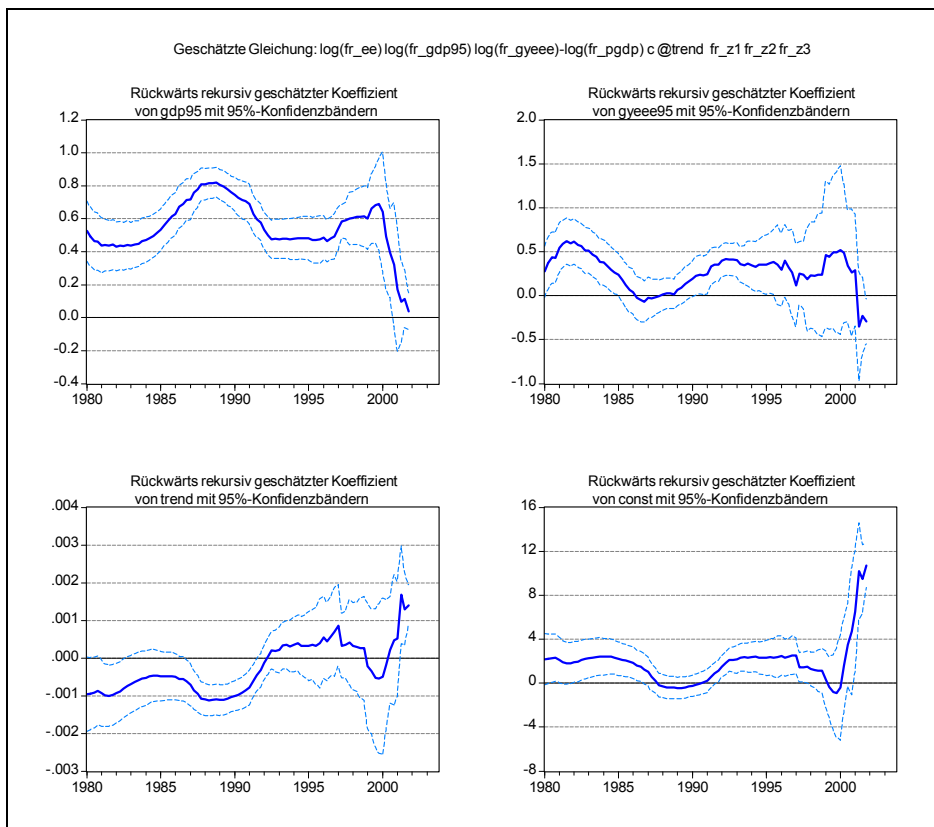 Geschätzte Gleichung: log(fr_ee) log(fr_gdp95) log(fr_gyeee)-log(fr_pgdp) c @trend fr_z1 fr_z2 fr_z3
Rückwärts rekursiv geschätzter Koeffizient
von gdp95 mit 95%-Konfidenzbändern
1.2
1.0
0.8
0.6
0.4
0.2
0.0
-0.2
-0.4
1980 1985 1990 1995 2000
Rückwärts rekursiv geschätzter Koeffizient
von gyeee95 mit 95%-Konfidenzbändern
2.0
1.5
1.0
0.5
0.0
-0.5
-1.0
1980 1985 1990 1995 2000
Rückwärts rekursiv geschätzter Koeffizient
von trend mit 95%-Konfidenzbändern
.004
.003
.002
.001
.000
-.001
-.002
-.003
1980 1985 1990 1995 2000
Rückwärts rekursiv geschätzter Koeffizient
von const mit 95%-Konfidenzbändern
16
12
8
4
0
-4
-8
1980 1985 1990 1995 2000